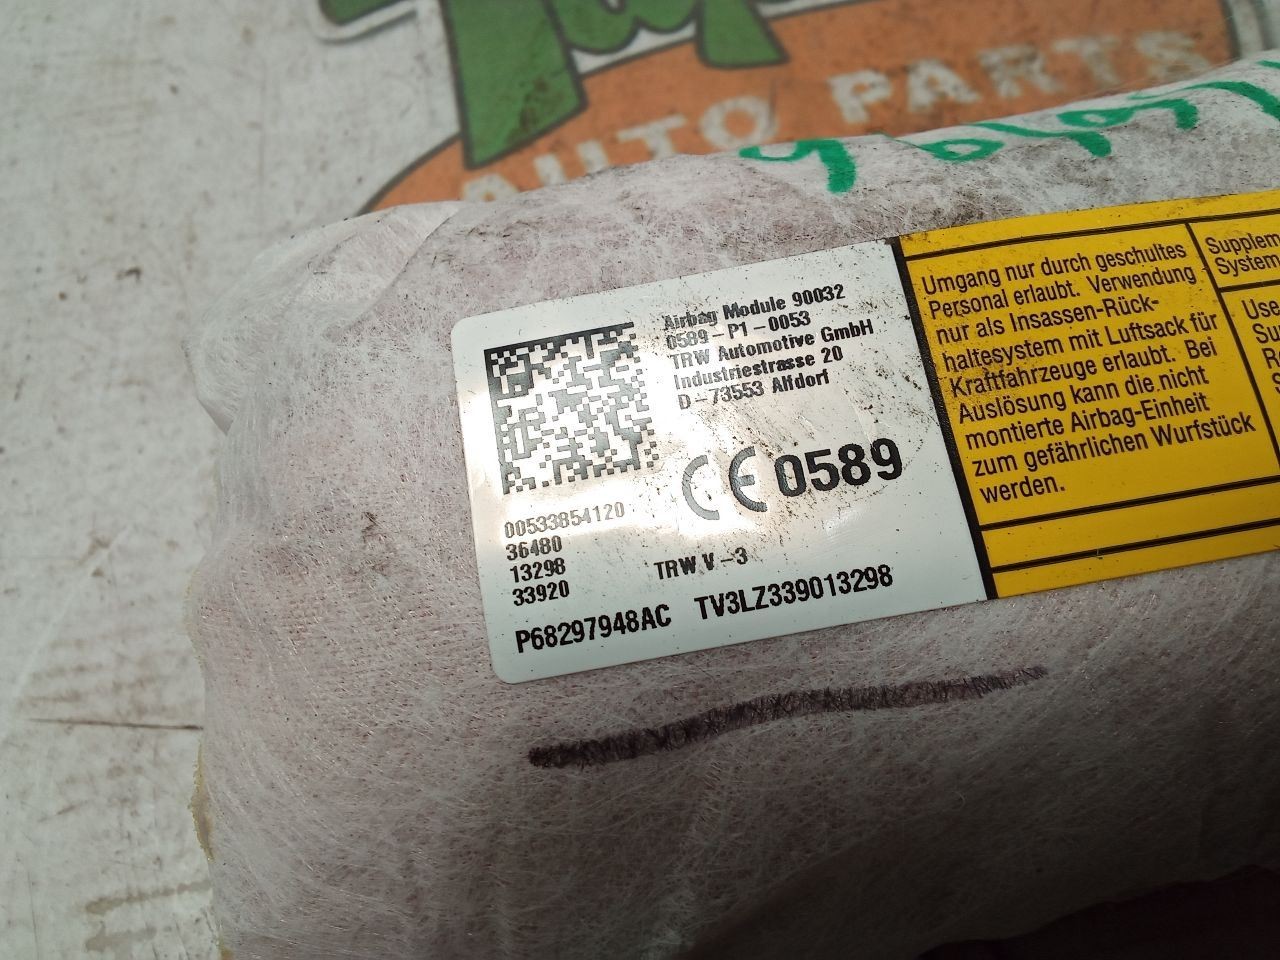 AUTO PARTS
Airbag Module 90032
0589-P1-0053
TRW Automotive GmbH
Industriestrasse 20
D-73553 Alfdorf
CE 0589
00533854120
36480
13298
33920
TRW V-3
P68297948AC TV3LZ339013298
Umgang nur durch geschultes
Personal erlaubt. Verwendung
nur als Insassen-Rück-
haltesystem mit Luftsack für
Kraftfahrzeuge erlaubt. Bei
Auslösung kann die nicht
montierte Airbag-Einheit
zum gefährlichen Wurfstück
werden.
Supplem
System
Use
Su